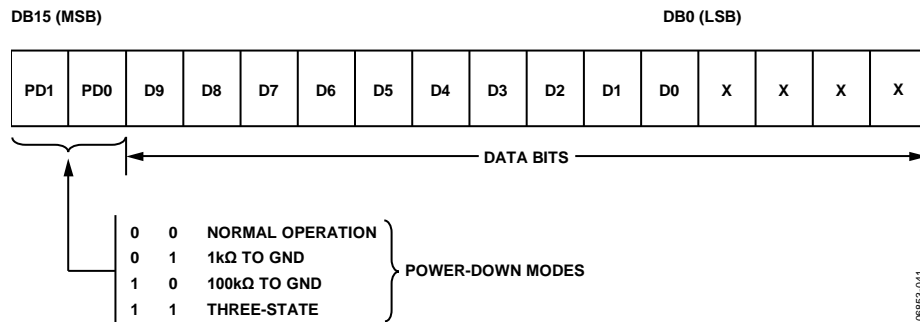 DB15 (MSB) DB0 (LSB)
PD1 PD0 D9 D8 D7 D6 D5 D4 D3 D2 D1 D0 X X X X
DATA BITS
0 0 NORMAL OPERATION
0 1 1kΩ TO GND
1 0 100kΩ TO GND
1 1 THREE-STATE
POWER-DOWN MODES
06853-041